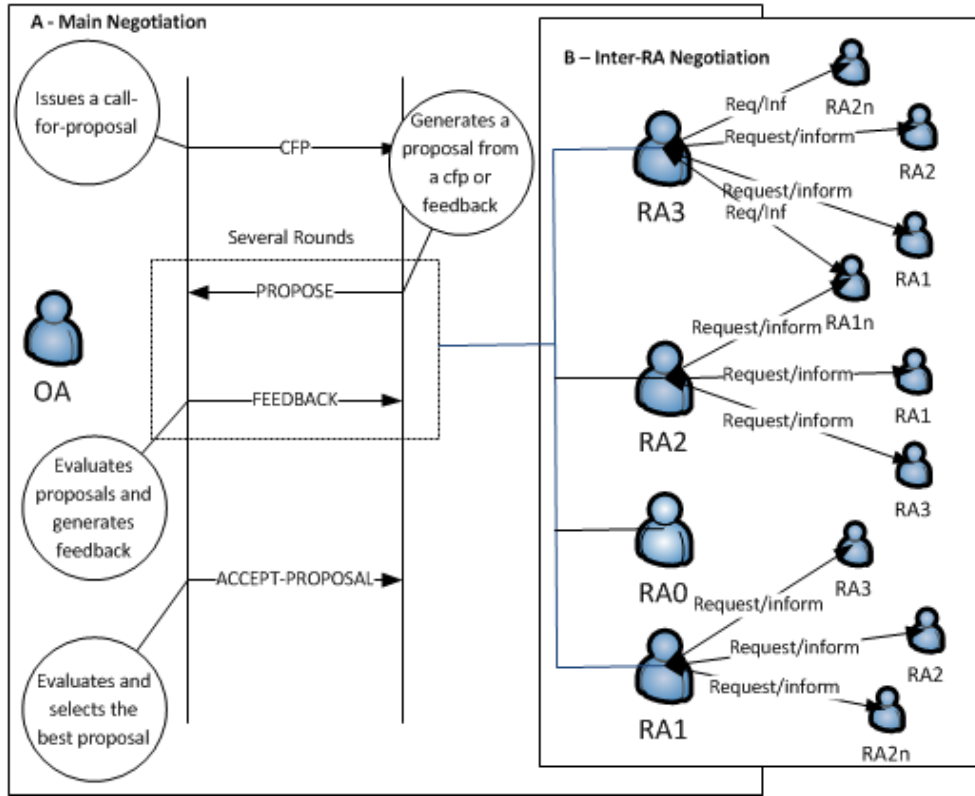 A - Main Negotiation
Issues a call-
for-proposal
CFP
Generates a
proposal from
a cfp or
feedback
Several Rounds
PROPOSE
OA
FEEDBACK
Evaluates
proposals and
generates
feedback
ACCEPT-PROPOSAL
Evaluates and
selects the
best proposal
B – Inter-RA Negotiation
Req/Inf
RA2n
Request/inform
RA2
RA3
Request/inform
Req/Inf
RA1
RA1n
Request/inform
Request/inform
RA1
RA2
Request/inform
RA3
RA0
RA3
Request/inform
Request/inform
RA2
Request/inform
RA1
RA2n